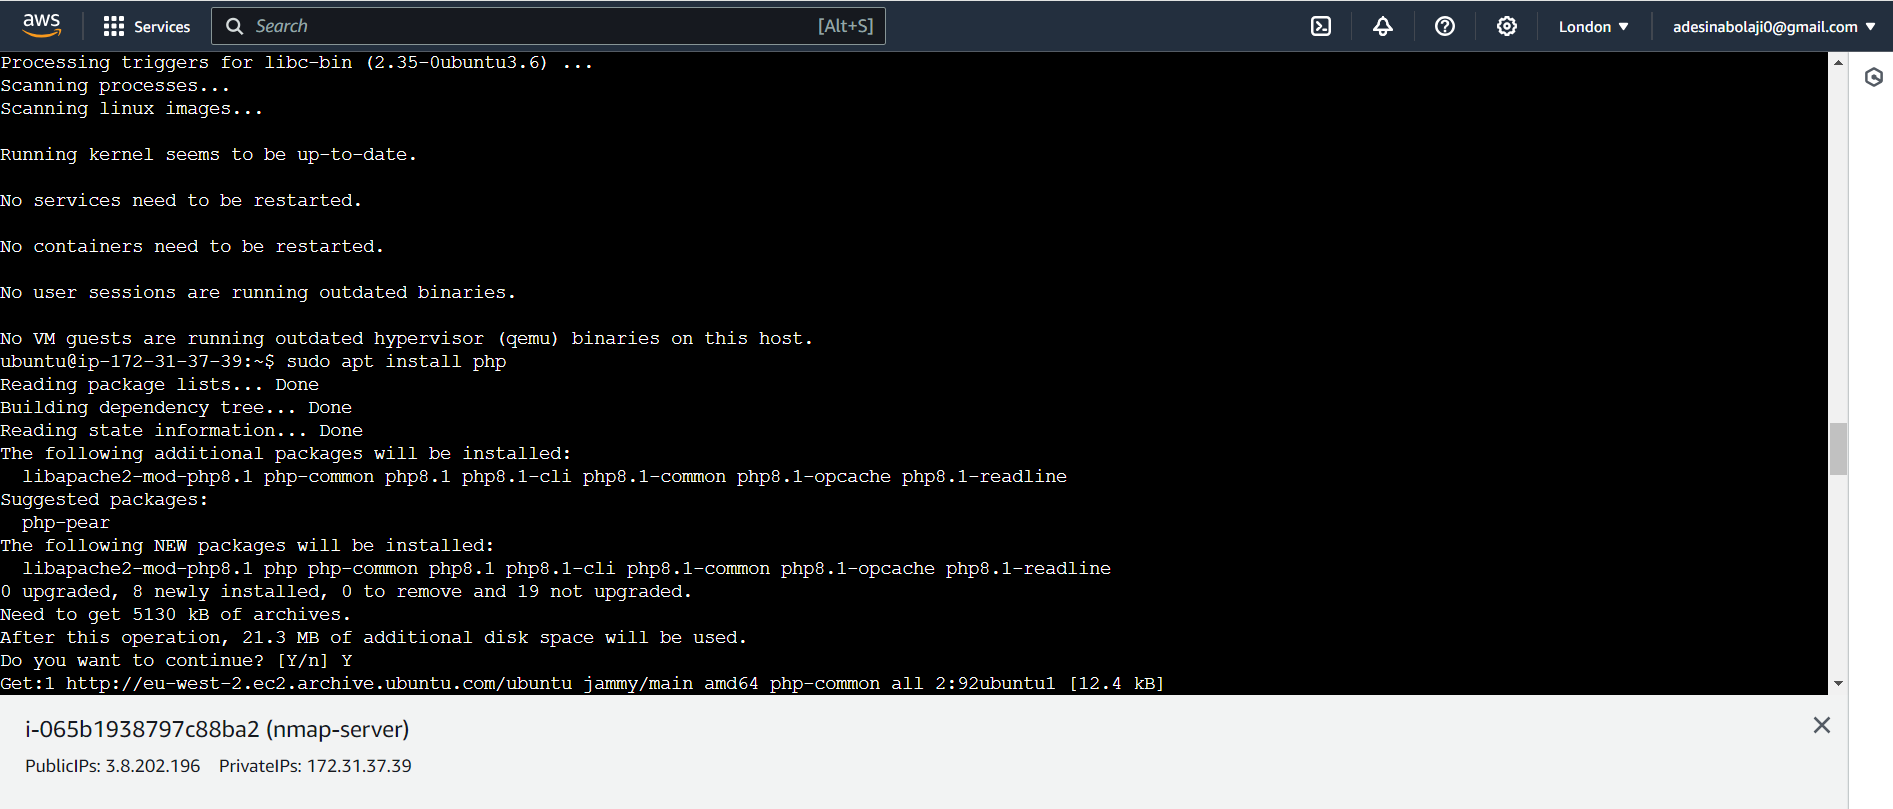 aws Services Search [Alt+S] London adesinabolaji0@gmail.com
Processing triggers for libc-bin (2.35-0ubuntu3.6) ...
Scanning processes...
Scanning linux images...
Running kernel seems to be up-to-date.
No services need to be restarted.
No containers need to be restarted.
No user sessions are running outdated binaries.
No VM guests are running outdated hypervisor (qemu) binaries on this host.
ubuntu@ip-172-31-37-39:~$ sudo apt install php
Reading package lists... Done
Building dependency tree... Done
Reading state information... Done
The following additional packages will be installed:
  libapache2-mod-php8.1 php-common php8.1 php8.1-cli php8.1-common php8.1-opcache php8.1-readline
Suggested packages:
  php-pear
The following NEW packages will be installed:
  libapache2-mod-php8.1 php php-common php8.1 php8.1-cli php8.1-common php8.1-opcache php8.1-readline
0 upgraded, 8 newly installed, 0 to remove and 19 not upgraded.
Need to get 5130 kB of archives.
After this operation, 21.3 MB of additional disk space will be used.
Do you want to continue? [Y/n] Y
Get:1 http://eu-west-2.ec2.archive.ubuntu.com/ubuntu jammy/main amd64 php-common all 2:92ubuntu1 [12.4 kB]
i-065b1938797c88ba2 (nmap-server)
PublicIPs: 3.8.202.196 PrivateIPs: 172.31.37.39